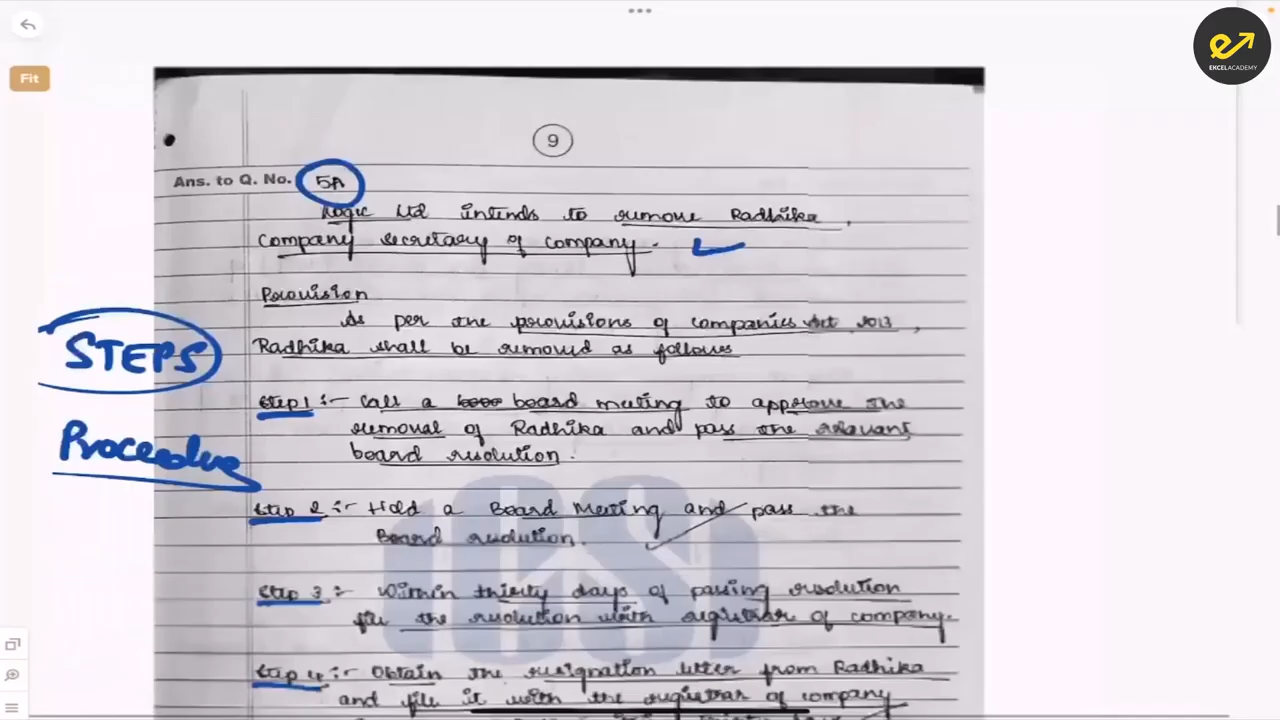 EKCELACADEMY
Fit
9
Ans. to Q. No. 5A
Logic Ltd intends to remove Radhika,
Company secretary of company.
Provision
As per the provisions of companies Act 2013,
Radhika shall be removed as follows
STEPS
Step 1 :- Call a board meeting to approve the
removal of Radhika and pass the relevant
board resolution.
Procedure
Step 2 :- Hold a Board Meeting and pass the
Board resolution.
Step 3 :- Within thirty days of passing resolution
file the resolution with registrar of company.
Step 4 :- Obtain the resignation letter from Radhika
and file it with the registrar of company
ICSI